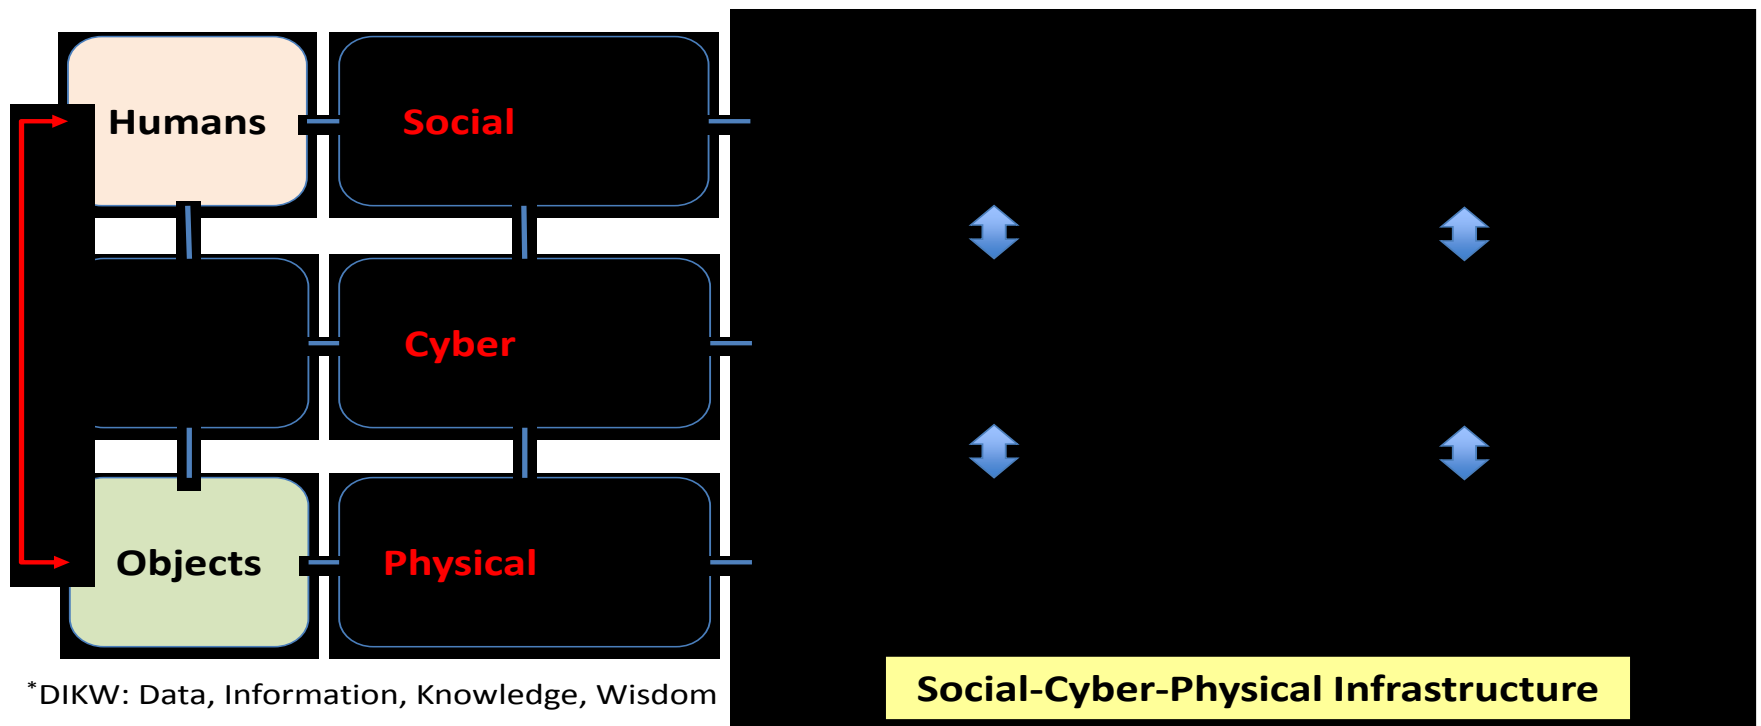 Humans
Social
Cyber
Objects
Physical
*DIKW: Data, Information, Knowledge, Wisdom
Social-Cyber-Physical Infrastructure